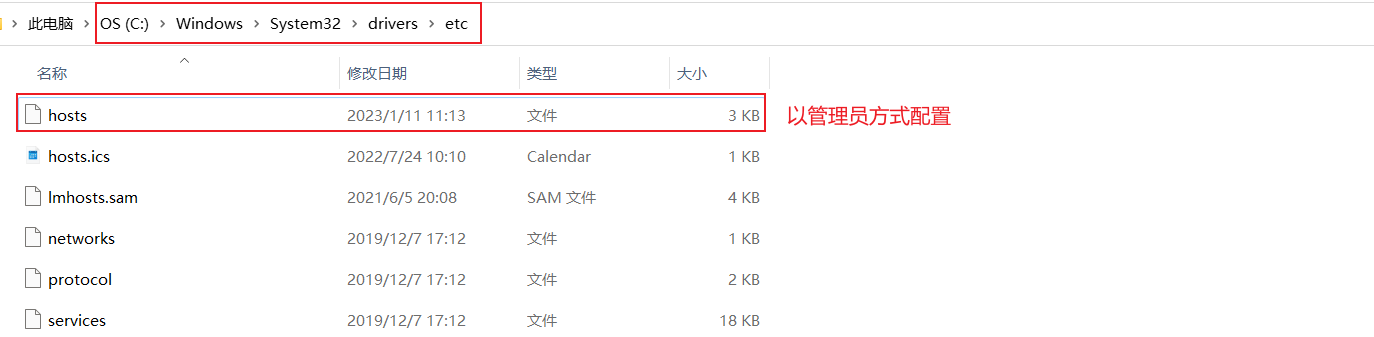 此电脑 > OS (C:) > Windows > System32 > drivers > etc
名称 修改日期 类型 大小
hosts 2023/1/11 11:13 文件 3 KB 以管理员方式配置
hosts.ics 2022/7/24 10:10 Calendar 1 KB
lmhosts.sam 2021/6/5 20:08 SAM 文件 4 KB
networks 2019/12/7 17:12 文件 1 KB
protocol 2019/12/7 17:12 文件 2 KB
services 2019/12/7 17:12 文件 18 KB